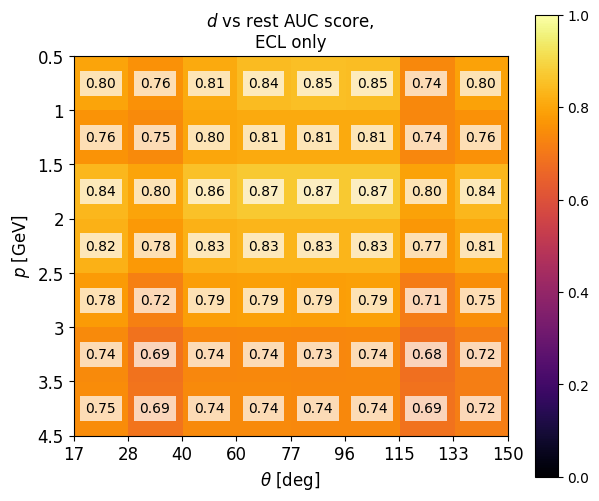 d vs rest AUC score,
ECL only
0.5
0.80 0.76 0.81 0.84 0.85 0.85 0.74 0.80
1
0.76 0.75 0.80 0.81 0.81 0.81 0.74 0.76
1.5
0.84 0.80 0.86 0.87 0.87 0.87 0.80 0.84
2
0.82 0.78 0.83 0.83 0.83 0.83 0.77 0.81
2.5
0.78 0.72 0.79 0.79 0.79 0.79 0.71 0.75
3
0.74 0.69 0.74 0.74 0.73 0.74 0.68 0.72
3.5
0.75 0.69 0.74 0.74 0.74 0.74 0.69 0.72
4.5
p [GeV]
17 28 40 60 77 96 115 133 150
θ [deg]
1.0
0.8
0.6
0.4
0.2
0.0